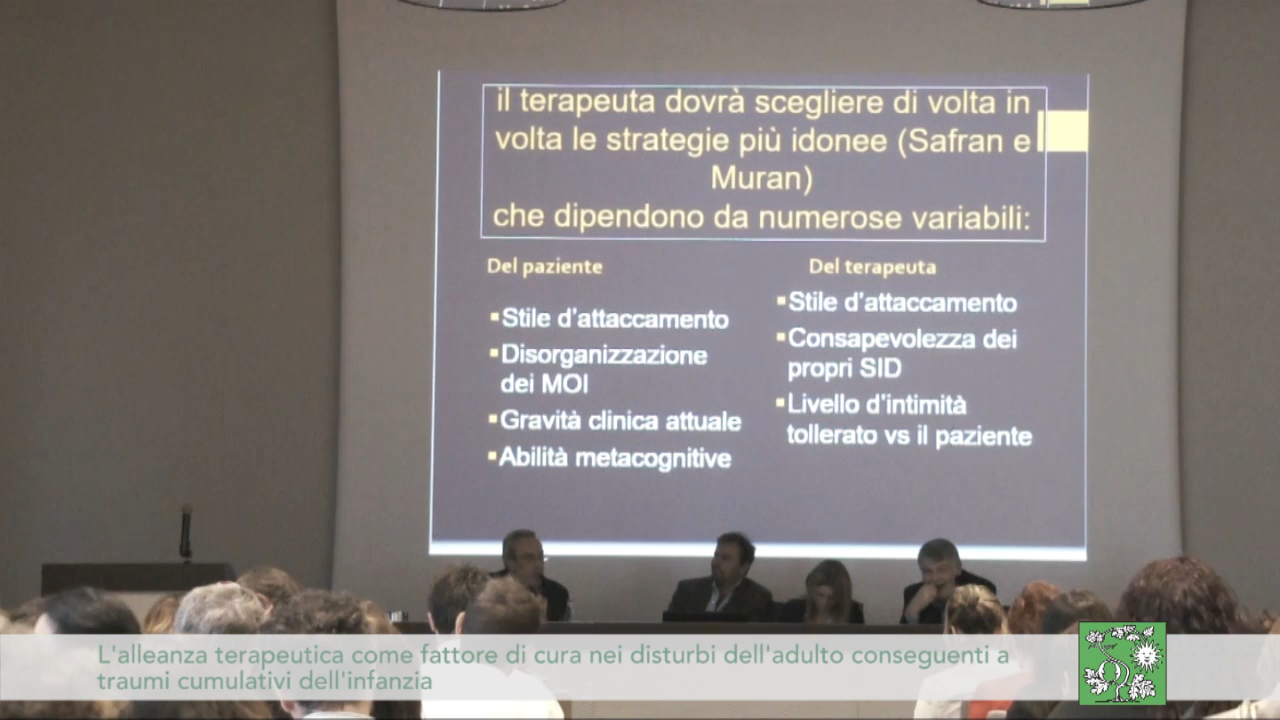 il terapeuta dovrà scegliere di volta in
volta le strategie più idonee (Safran e
Muran)
che dipendono da numerose variabili:
Del paziente
▪Stile d'attaccamento
▪Disorganizzazione
dei MOI
▪Gravità clinica attuale
▪Abilità metacognitive
Del terapeuta
▪Stile d'attaccamento
▪Consapevolezza dei
propri SID
▪Livello d'intimità
tollerato vs il paziente
L'alleanza terapeutica come fattore di cura nei disturbi dell'adulto conseguenti a
traumi cumulativi dell'infanzia